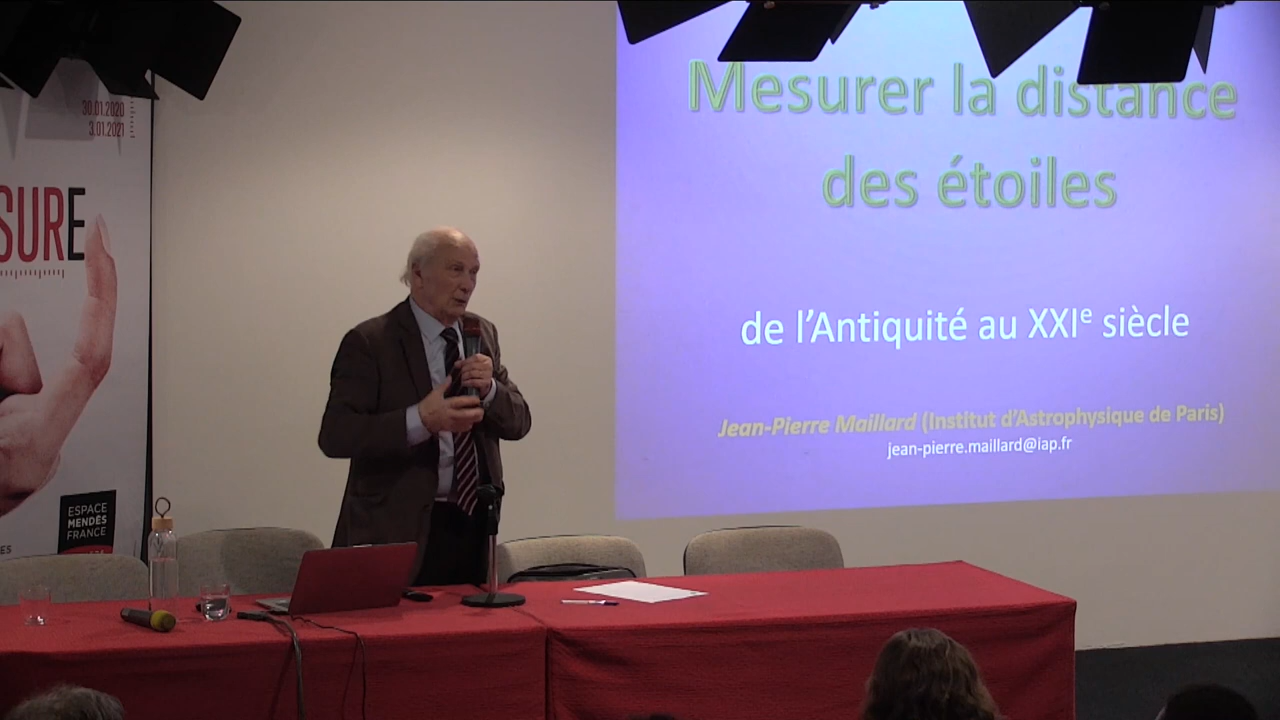 30.01.2020
3.01.2021
SURE
ESPACE
MENDÈS
FRANCE
Mesurer la distance
des étoiles
de l'Antiquité au XXIe siècle
Jean-Pierre Maillard (Institut d'Astrophysique de Paris)
jean-pierre.maillard@iap.fr